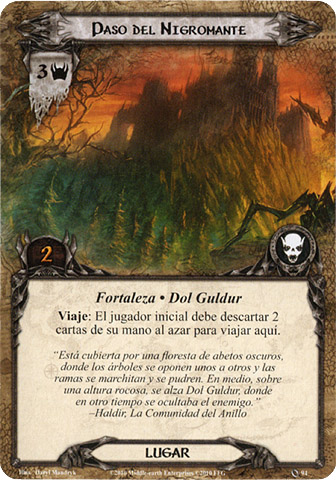 Paso del Nigromante
3
2
Fortaleza • Dol Guldur
Viaje: El jugador inicial debe descartar 2
cartas de su mano al azar para viajar aquí.
"Está cubierta por una floresta de abetos oscuros,
donde los árboles se oponen unos a otros y las
ramas se marchitan y se pudren. En medio, sobre
una altura rocosa, se alza Dol Guldur, donde
en otro tiempo se ocultaba el enemigo."
–Haldir, La Comunidad del Anillo
LUGAR